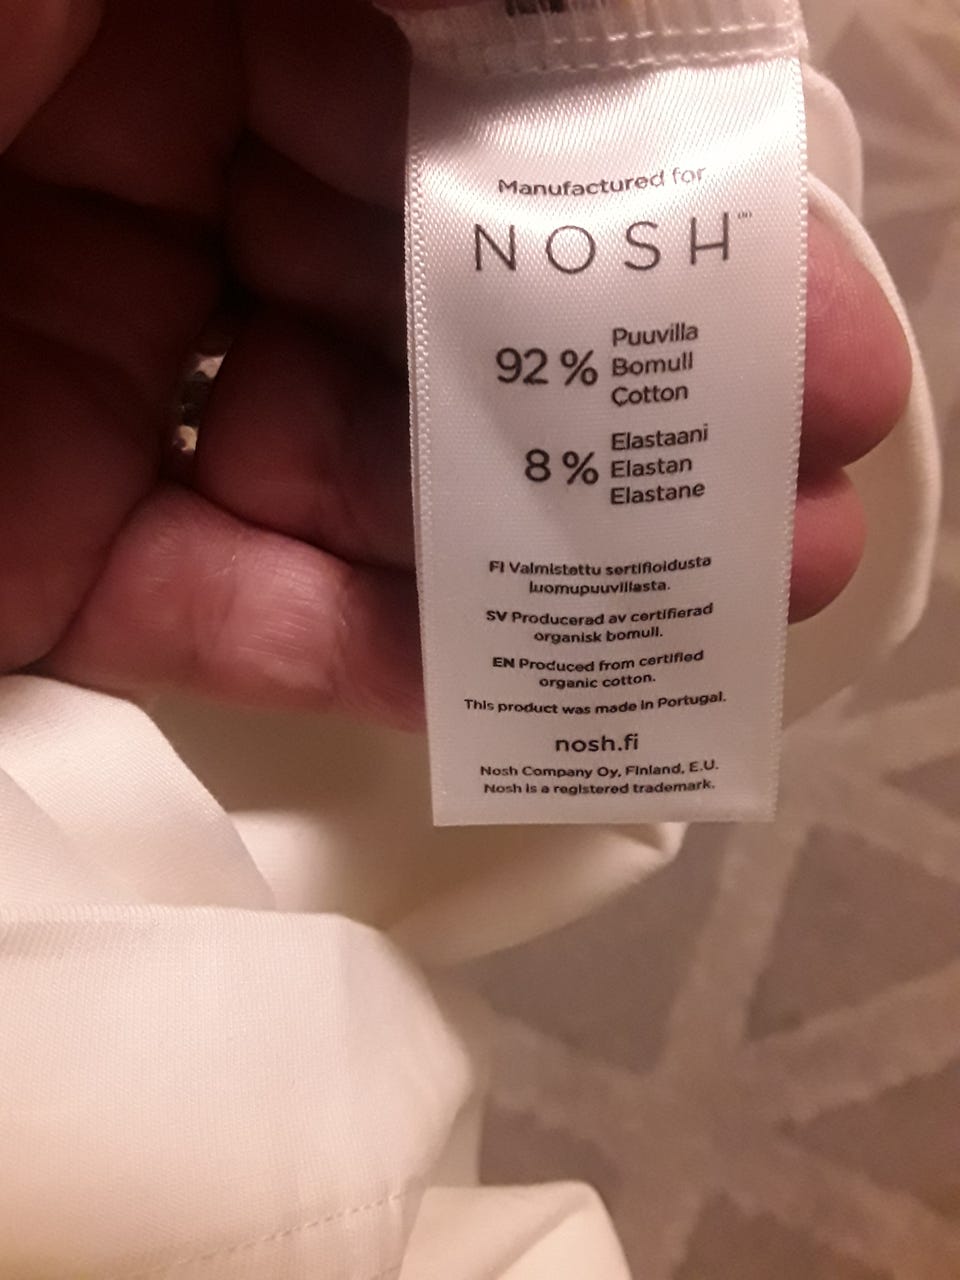 Manufactured for
NOSH
92 % Puuvilla
Bomull
Cotton
8 % Elastaani
Elastan
Elastane
FI Valmistettu sertifioidusta
luomupuuvillasta.
SV Producerad av certifierad
organisk bomull.
EN Produced from certified
organic cotton.
This product was made in Portugal.
nosh.fi
Nosh Company Oy, Finland, E.U.
Nosh is a registered trademark.